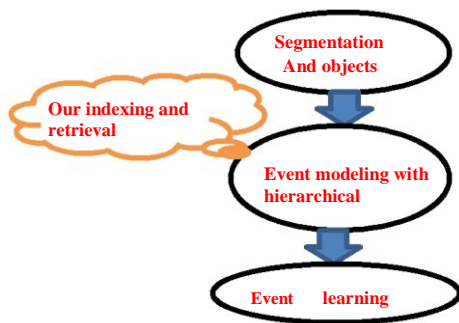 Segmentation
And objects
Our indexing and
retrieval
Event modeling with
hierarchical
Event learning